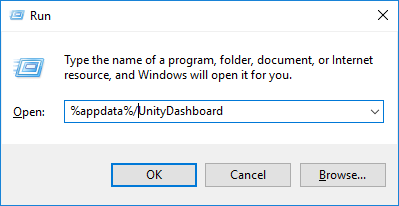 Run
Type the name of a program, folder, document, or Internet
resource, and Windows will open it for you.
Open: %appdata%/UnityDashboard
OK Cancel Browse...